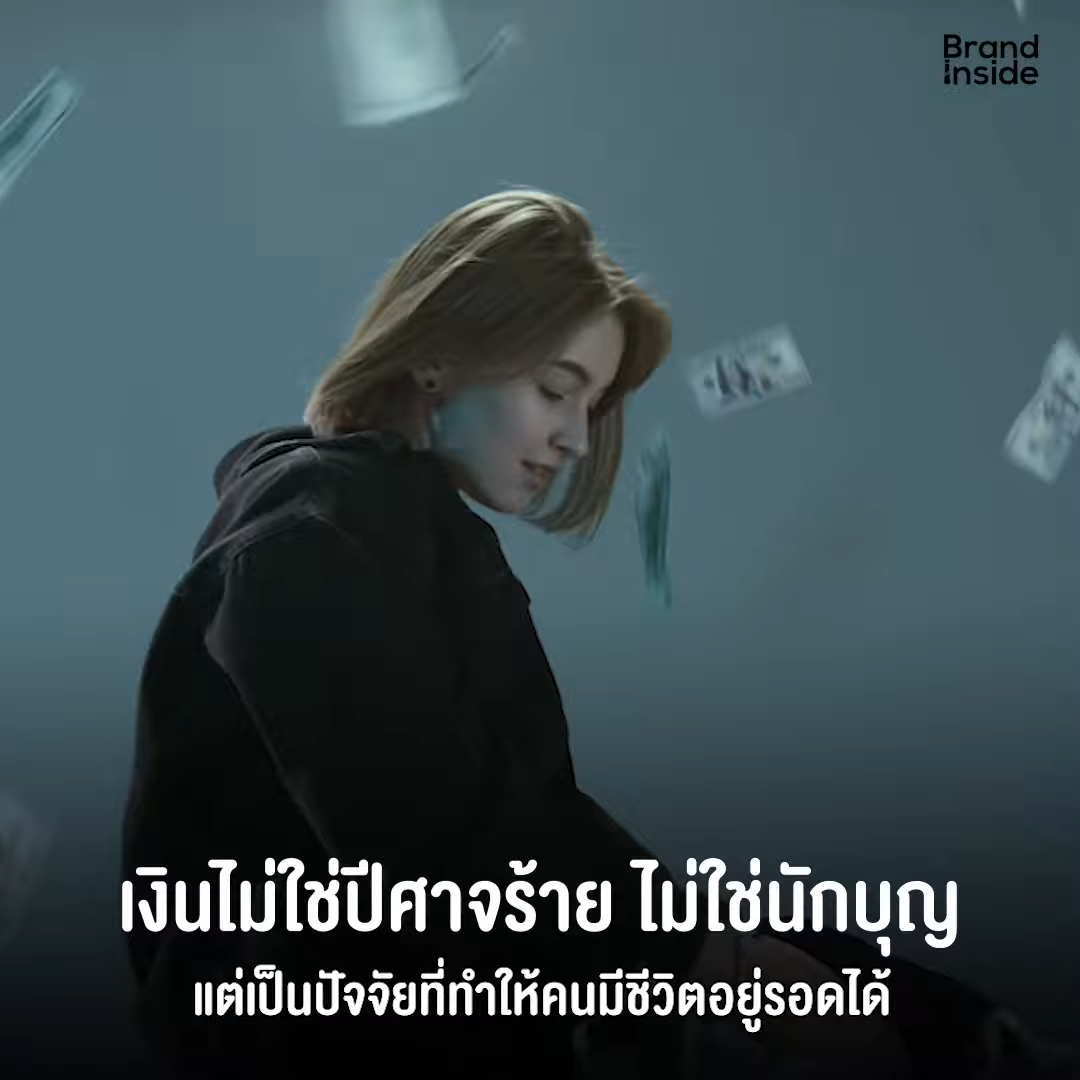 Brand
Inside
เงินไม่ใช่ปีศาจร้าย ไม่ใช่นักบุญ
แต่เป็นปัจจัยที่ทำให้คนมีชีวิตอยู่รอดได้